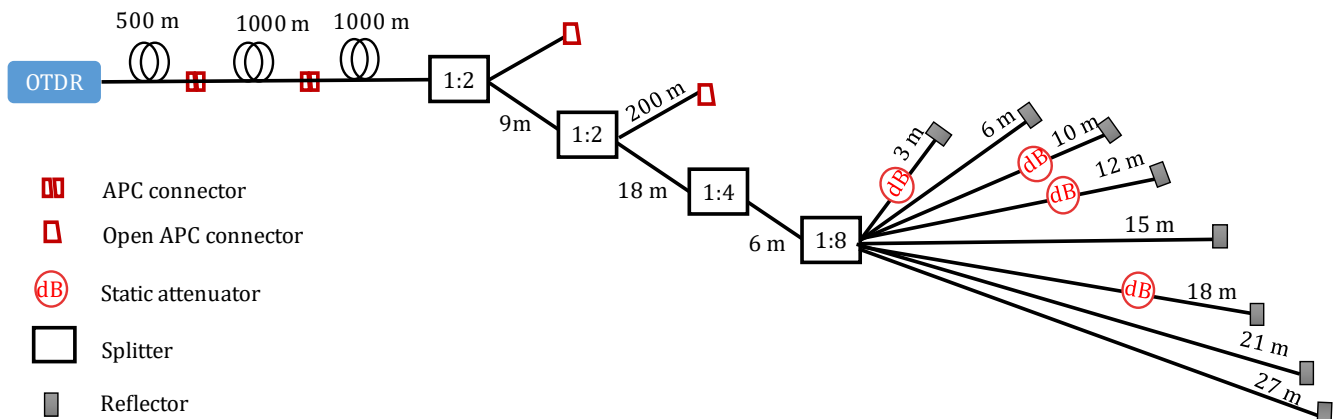 500 m
1000 m
1000 m
OTDR
1:2
9m
1:2
200 m
18 m
1:4
6 m
1:8
3 m
dB
6 m
10 m
dB
12 m
dB
15 m
18 m
dB
21 m
27 m
APC connector
Open APC connector
dB Static attenuator
Splitter
Reflector